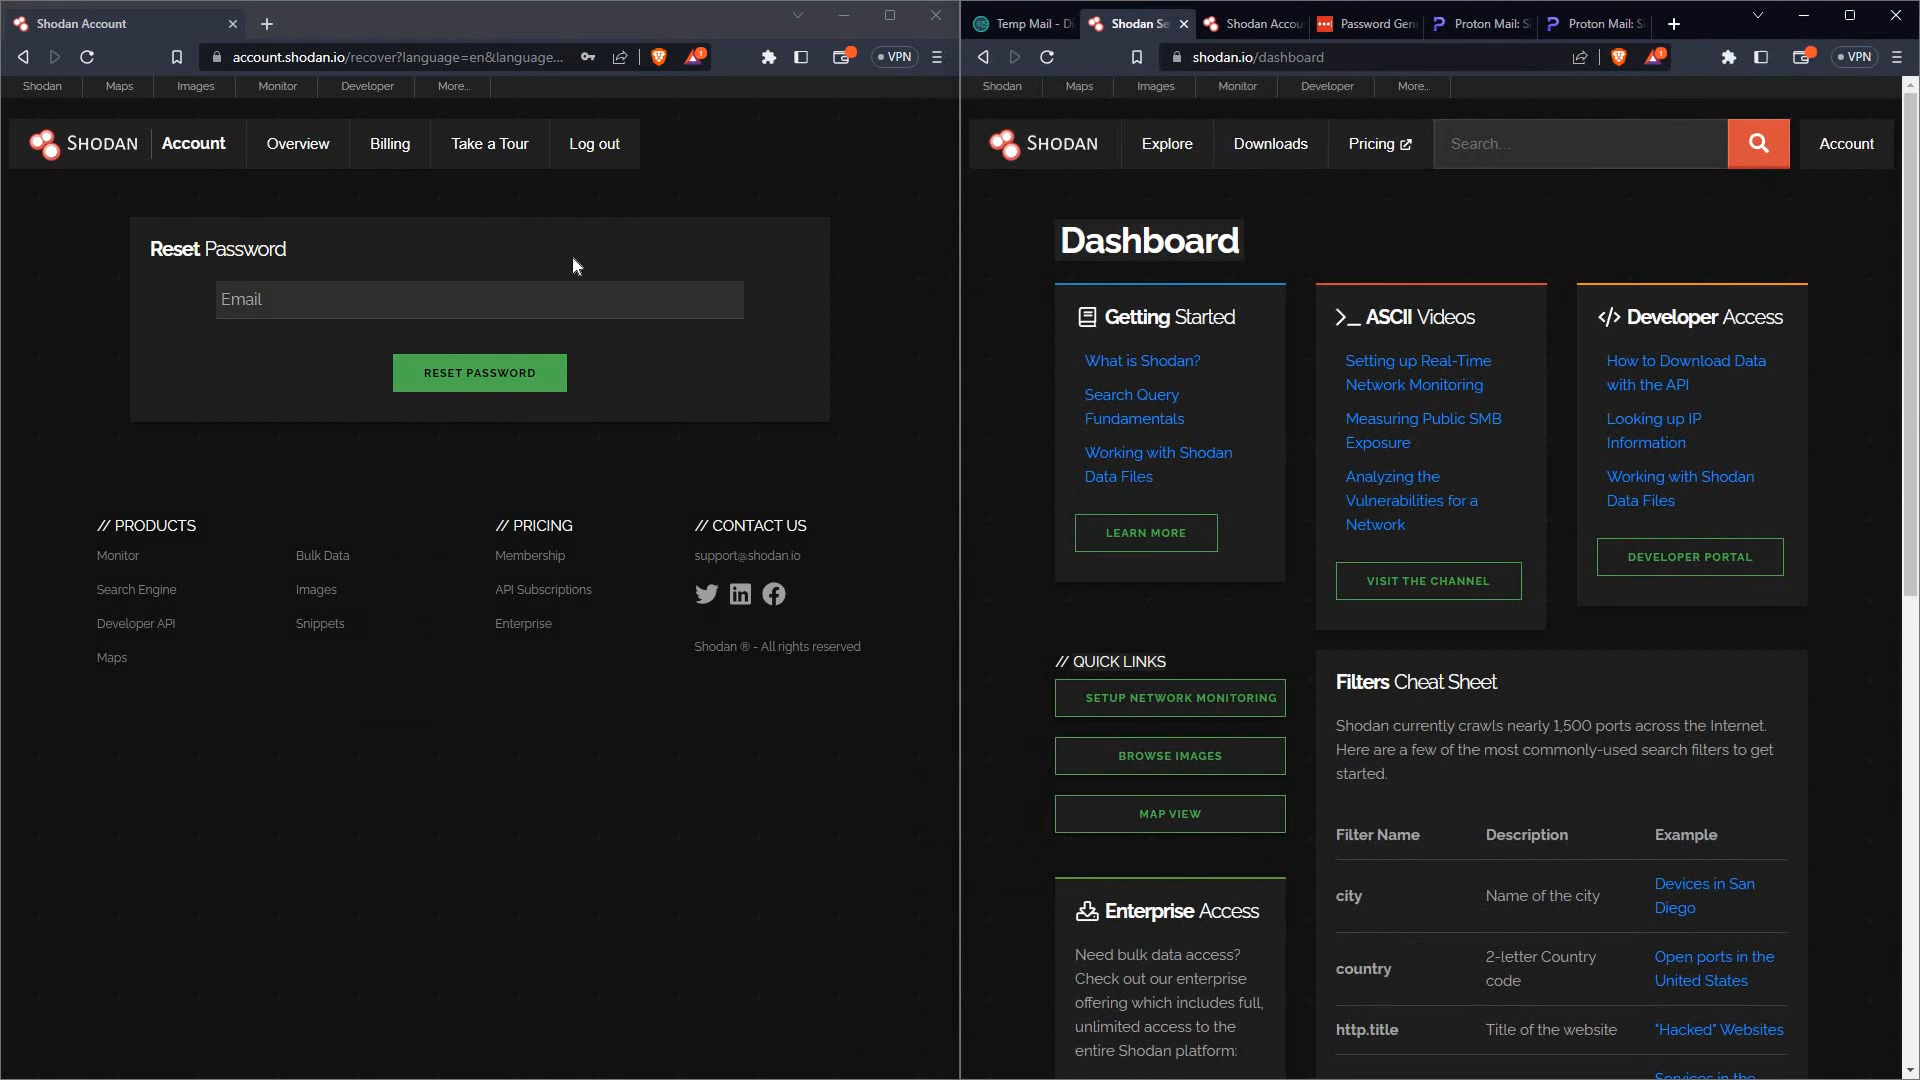 Shodan Account
account.shodan.io/recover?language=en&language...
VPN
Shodan
Maps
Images
Monitor
Developer
More...
SHODAN
Account
Overview
Billing
Take a Tour
Log out
Reset Password
Email
RESET PASSWORD
// PRODUCTS
Monitor
Bulk Data
Search Engine
Images
Developer API
Snippets
Maps
// PRICING
Membership
API Subscriptions
Enterprise
// CONTACT US
support@shodan.io
Shodan ® - All rights reserved
Temp Mail - Di
Shodan Se
Shodan Accou
Password Gen
Proton Mail: S
Proton Mail: S
shodan.io/dashboard
VPN
Shodan
Maps
Images
Monitor
Developer
More...
SHODAN
Explore
Downloads
Pricing
Search...
Account
Dashboard
Getting Started
What is Shodan?
Search Query
Fundamentals
Working with Shodan
Data Files
LEARN MORE
>_ ASCII Videos
Setting up Real-Time
Network Monitoring
Measuring Public SMB
Exposure
Analyzing the
Vulnerabilities for a
Network
VISIT THE CHANNEL
</> Developer Access
How to Download Data
with the API
Looking up IP
Information
Working with Shodan
Data Files
DEVELOPER PORTAL
// QUICK LINKS
SETUP NETWORK MONITORING
BROWSE IMAGES
MAP VIEW
Enterprise Access
Need bulk data access?
Check out our enterprise
offering which includes full,
unlimited access to the
entire Shodan platform:
Filters Cheat Sheet
Shodan currently crawls nearly 1,500 ports across the Internet.
Here are a few of the most commonly-used search filters to get
started.
Filter Name
Description
Example
city
Name of the city
Devices in San
Diego
country
2-letter Country
code
Open ports in the
United States
http.title
Title of the website
"Hacked" Websites
Services in the